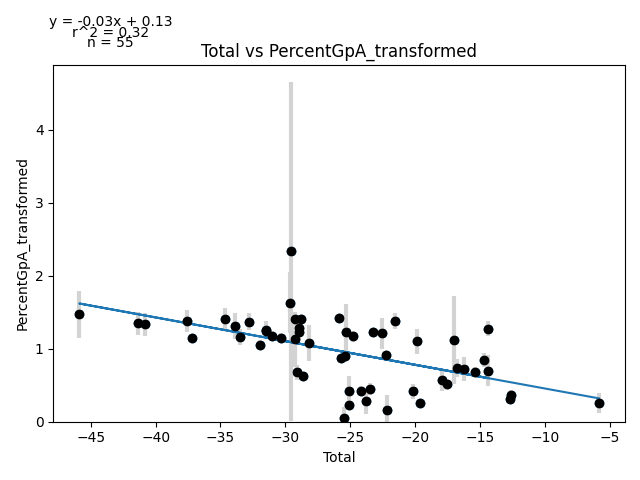 y = -0.03x + 0.13
r^2 = 0.32
n = 55
Total vs PercentGpA_transformed
PercentGpA_transformed
4
3
2
1
0
−45
−40
−35
−30
−25
−20
−15
−10
−5
Total